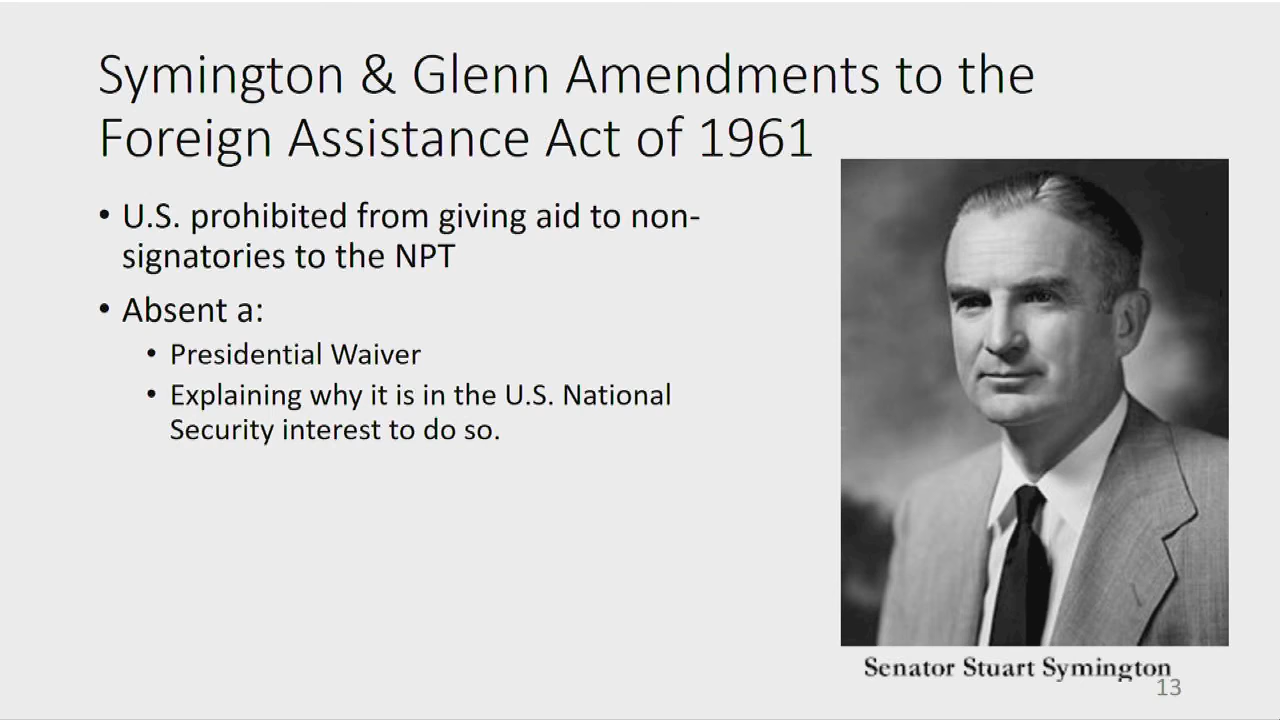 Symington & Glenn Amendments to the
Foreign Assistance Act of 1961
• U.S. prohibited from giving aid to non-
signatories to the NPT
• Absent a:
• Presidential Waiver
• Explaining why it is in the U.S. National
Security interest to do so.
Senator Stuart Symington
13